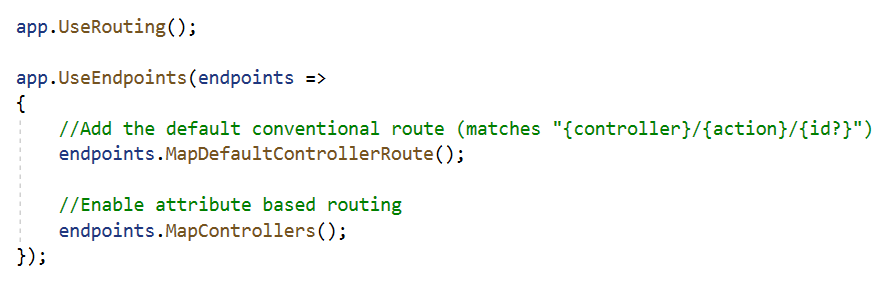 app.UseRouting();
app.UseEndpoints(endpoints =>
{
//Add the default conventional route (matches "{controller}/{action}/{id?}")
endpoints.MapDefaultControllerRoute();
//Enable attribute based routing
endpoints.MapControllers();
});